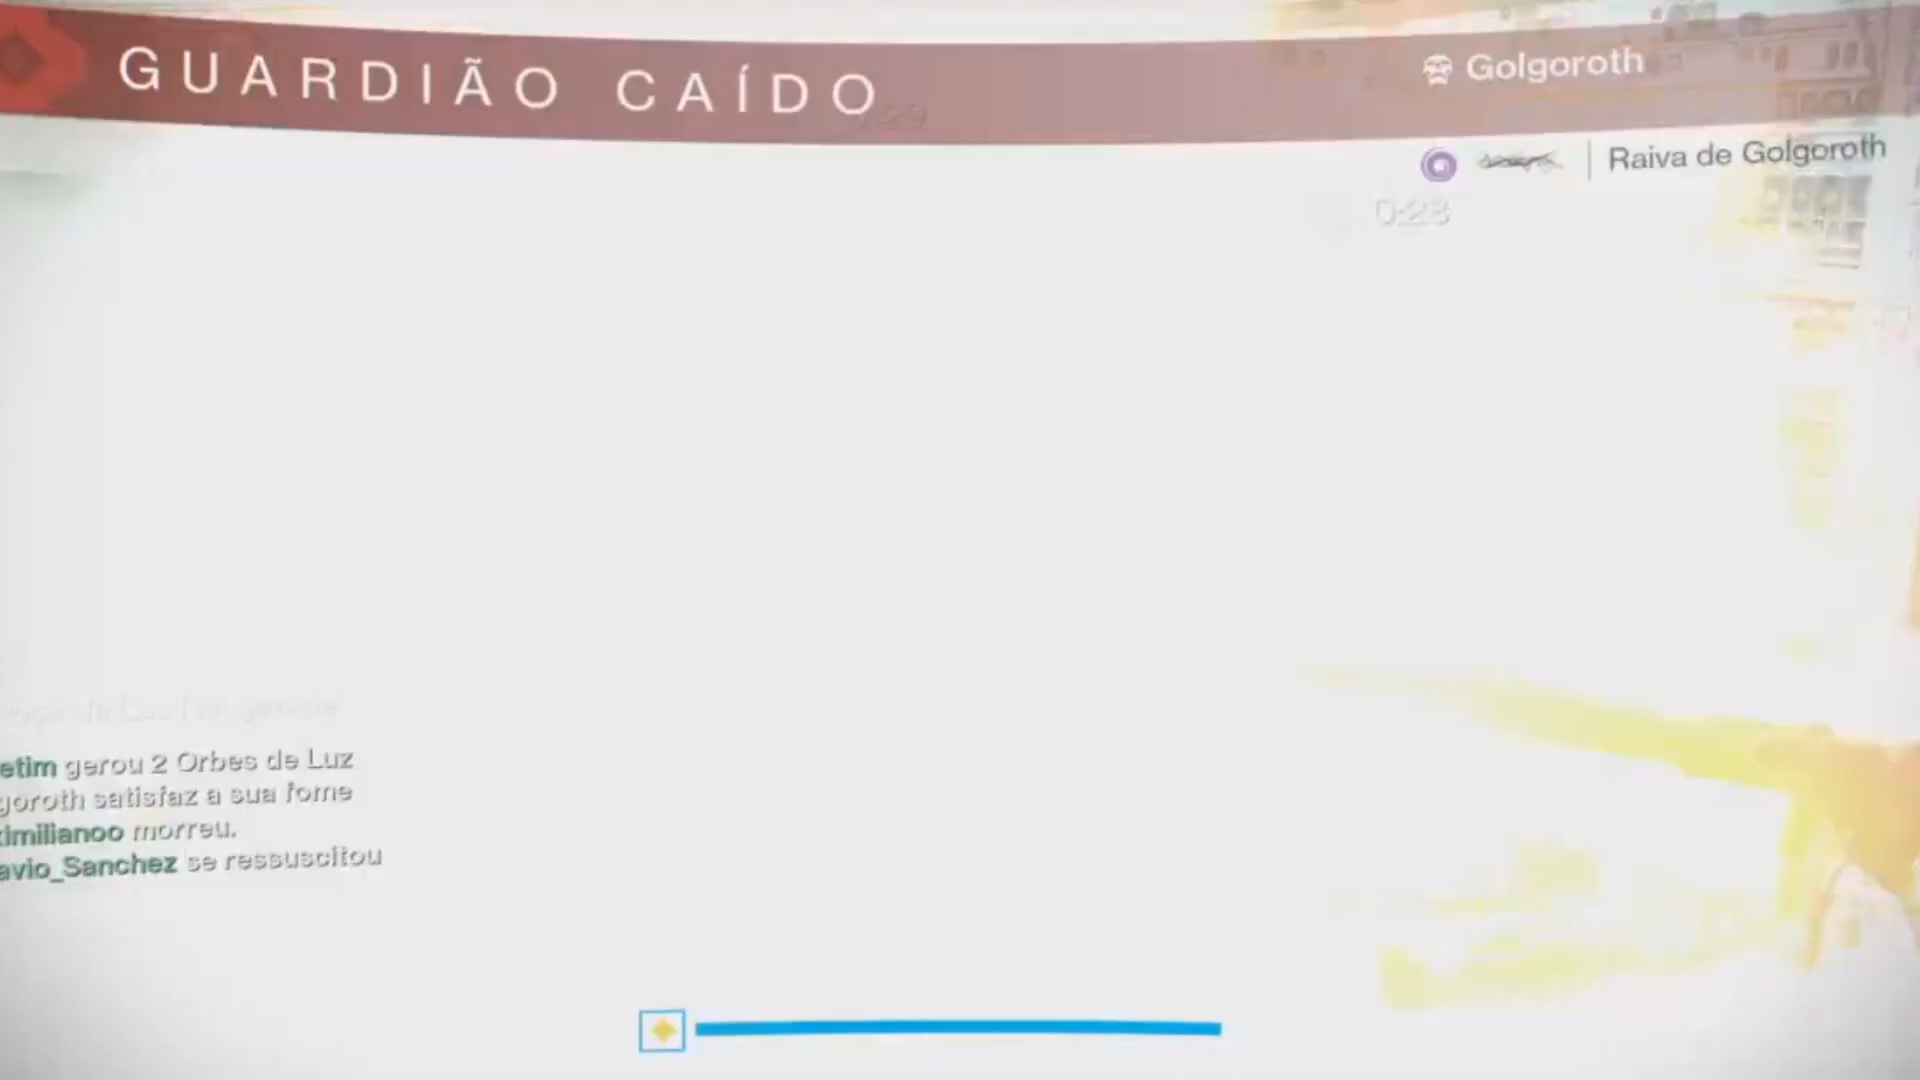 GUARDIÃO CAÍDO
Golgoroth
Raiva de Golgoroth
0:23
etim gerou 2 Orbes de Luz
goroth satisfaz a sua fome
imilianoo morreu.
avio_Sanchez se ressuscitou